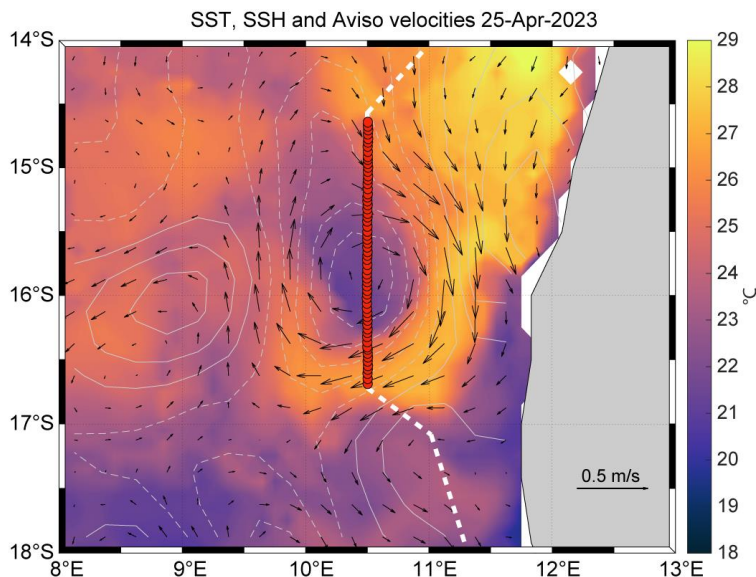 SST, SSH and Aviso velocities 25-Apr-2023
14°S
15°S
16°S
17°S
18°S
8°E
9°E
10°E
11°E
12°E
13°E
0.5 m/s
29
28
27
26
25
24
23
22
21
20
19
18
°C